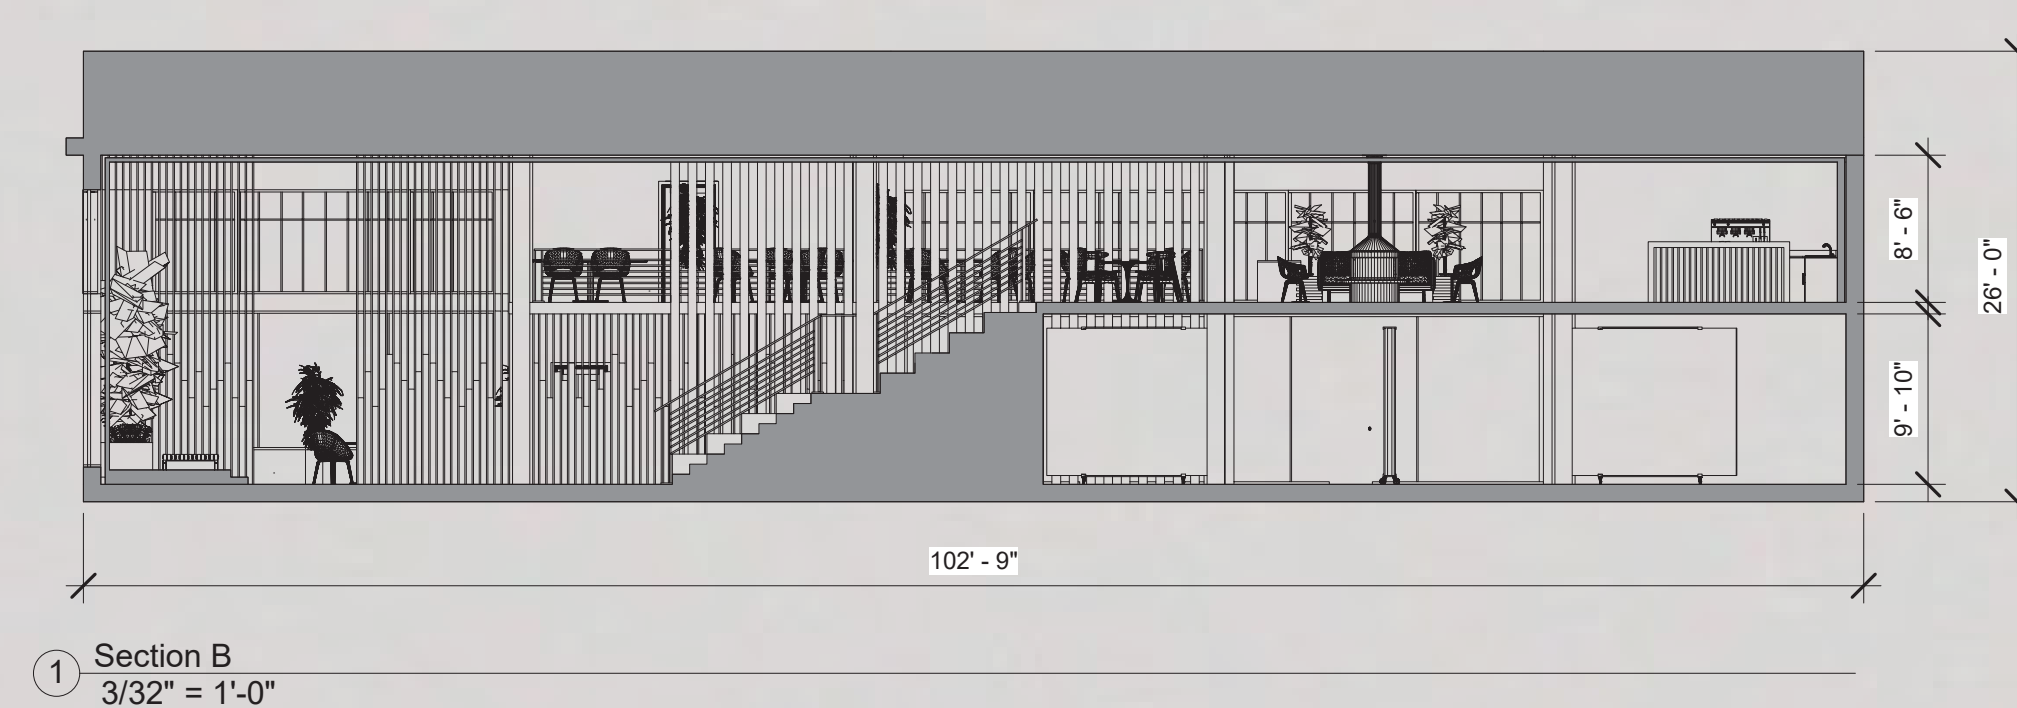 8' - 6"
26' - 0"
9' - 10"
102' - 9"
1
Section B
3/32" = 1'-0"